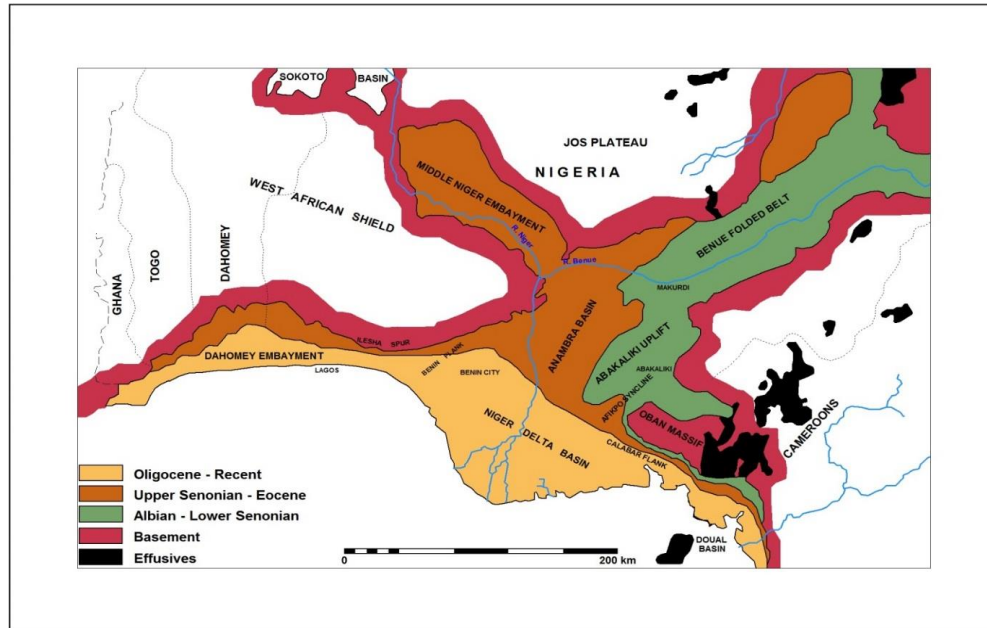 SOKOTO
BASIN
JOS PLATEAU
NIGERIA
MIDDLE NIGER EMBAYMENT
WEST AFRICAN SHIELD
R. Niger
R. Benue
BENUE FOLDED BELT
MAKURDI
GHANA
TOGO
DAHOMEY
ANAMBRA BASIN
ABAKALIKI UPLIFT
ABAKALIKI
ILESHA SPUR
DAHOMEY EMBAYMENT
LAGOS
BENIN FLANK
BENIN CITY
AFIKPO SYNCLINE
OBAN MASSIF
NIGER DELTA BASIN
CALABAR FLANK
CAMEROONS
Oligocene - Recent
Upper Senonian - Eocene
Albian - Lower Senonian
Basement
Effusives
0
200 km
DOUAL
BASIN